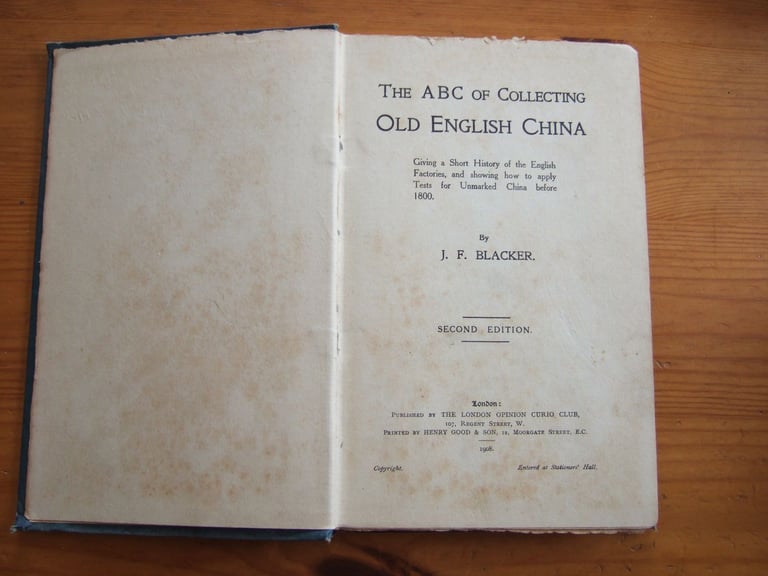 The ABC of Collecting
Old English China
Giving a Short History of the English
Factories, and showing how to apply
Tests for Unmarked China before
1800.
By
J. F. BLACKER.
SECOND EDITION.
London:
Published by THE LONDON OPINION CURIO CLUB,
107, Regent Street, W.
Printed by HENRY GOOD & SON, 12, Moorgate Street, E.C.
1908.
Copyright. Entered at Stationers' Hall.